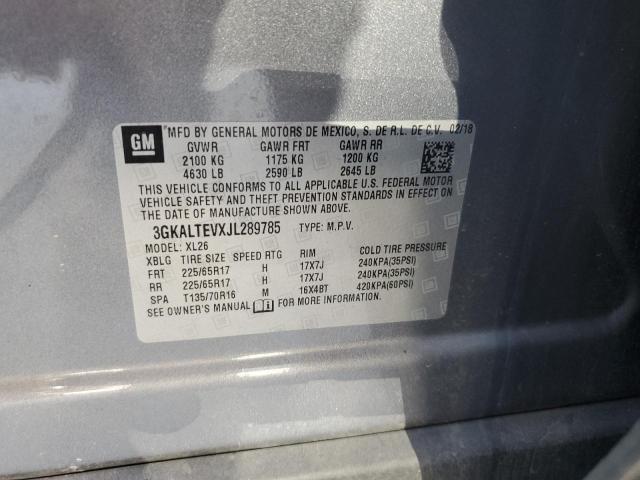 GM
MFD BY GENERAL MOTORS DE MEXICO, S. DE R.L. DE C.V. 02/18
GVWR GAWR FRT GAWR RR
2100 KG 1175 KG 1200 KG
4630 LB 2590 LB 2645 LB
THIS VEHICLE CONFORMS TO ALL APPLICABLE U.S. FEDERAL MOTOR
VEHICLE SAFETY AND THEFT PREVENTION STANDARDS IN EFFECT ON
THE DATE OF MANUFACTURE SHOWN ABOVE.
3GKALTEVXJL289785 TYPE: M.P.V.
MODEL: XL26
XBLG TIRE SIZE SPEED RTG RIM COLD TIRE PRESSURE
FRT 225/65R17 H 17X7J 240KPA(35PSI)
RR 225/65R17 H 17X7J 240KPA(35PSI)
SPA T135/70R16 M 16X4BT 420KPA(60PSI)
SEE OWNER'S MANUAL FOR MORE INFORMATION.